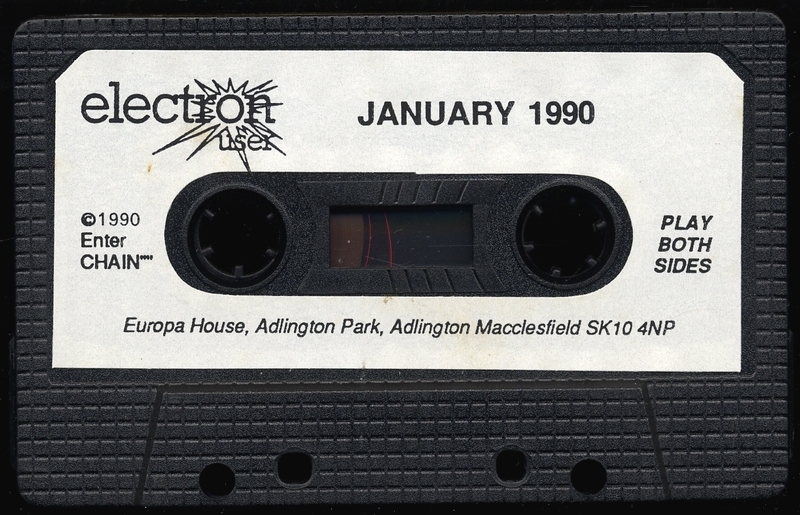 electron
user
JANUARY 1990
©1990
Enter
CHAIN""
PLAY
BOTH
SIDES
Europa House, Adlington Park, Adlington Macclesfield SK10 4NP